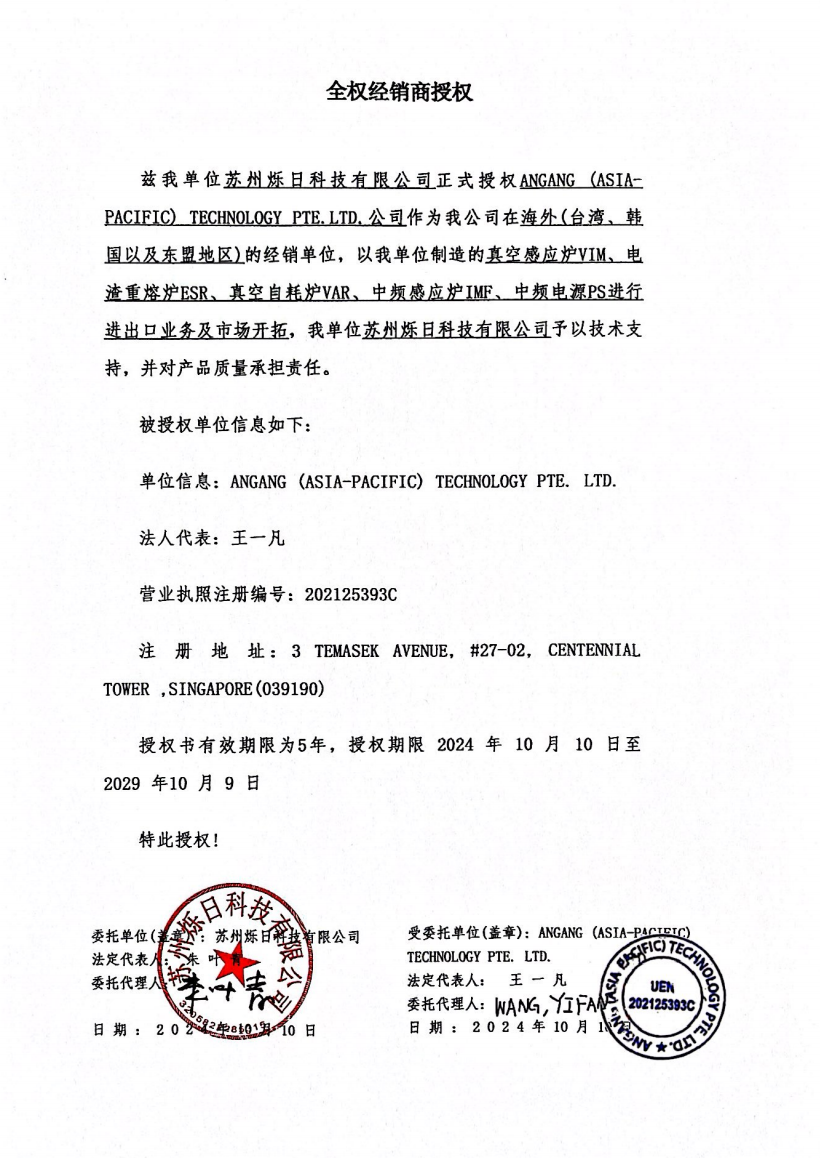 全权经销商授权
兹我单位苏州烁日科技有限公司正式授权ANGANG (ASIA-
PACIFIC) TECHNOLOGY PTE.LTD.公司作为我公司在海外(台湾、韩
国以及东盟地区)的经销单位，以我单位制造的真空感应炉VIM、电
渣重熔炉ESR、真空自耗炉VAR、中频感应炉IMF、中频电源PS进行
进出口业务及市场开拓，我单位苏州烁日科技有限公司予以技术支
持，并对产品质量承担责任。
被授权单位信息如下：
单位信息：ANGANG (ASIA-PACIFIC) TECHNOLOGY PTE. LTD.
法人代表：王一凡
营业执照注册编号：202125393C
注 册 地 址：3 TEMASEK AVENUE, #27-02, CENTENNIAL
TOWER ,SINGAPORE(039190)
授权书有效期限为5年，授权期限 2024 年 10 月 10 日至
2029 年10 月 9 日
特此授权！
委托单位(盖章)：苏州烁日科技有限公司
法定代表人：朱 叶 青
委托代理人
日 期 ： 2024年10月10日
苏州烁日科技有限公司
受委托单位(盖章)：ANGANG (ASIA-PACIFIC)
TECHNOLOGY PTE. LTD.
法定代表人： 王 一 凡
委托代理人：WANG,YIFAN
日 期 ： 2024年10月1
ANGANG (ASIA PACIFIC) TECHNOLOGY PTE. LTD. ★
UEN
202125393C